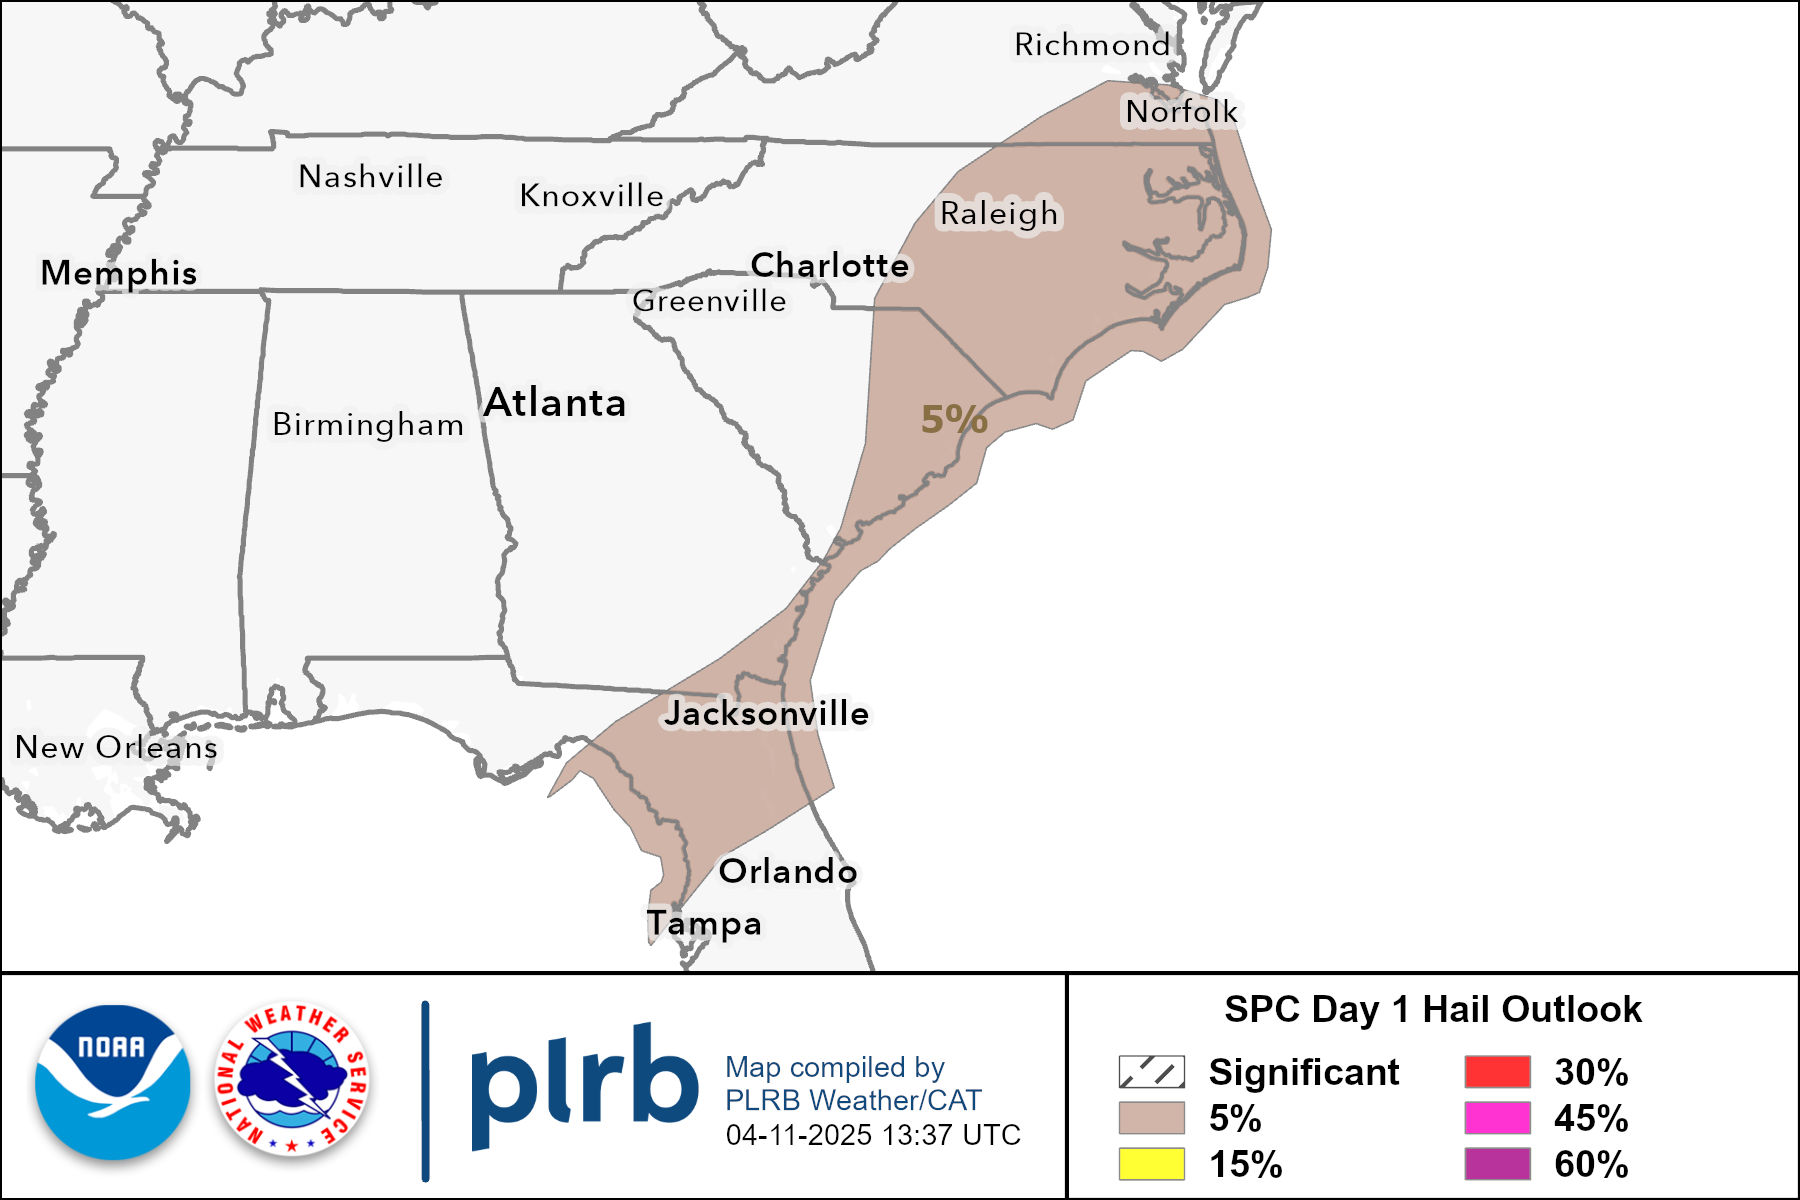 Richmond
Norfolk
Nashville
Knoxville
Raleigh
Memphis
Charlotte
Greenville
Atlanta
Birmingham
5%
Jacksonville
New Orleans
Orlando
Tampa
NOAA
NATIONAL WEATHER SERVICE
plrb
Map compiled by
PLRB Weather/CAT
04-11-2025 13:37 UTC
SPC Day 1 Hail Outlook
Significant
5%
15%
30%
45%
60%